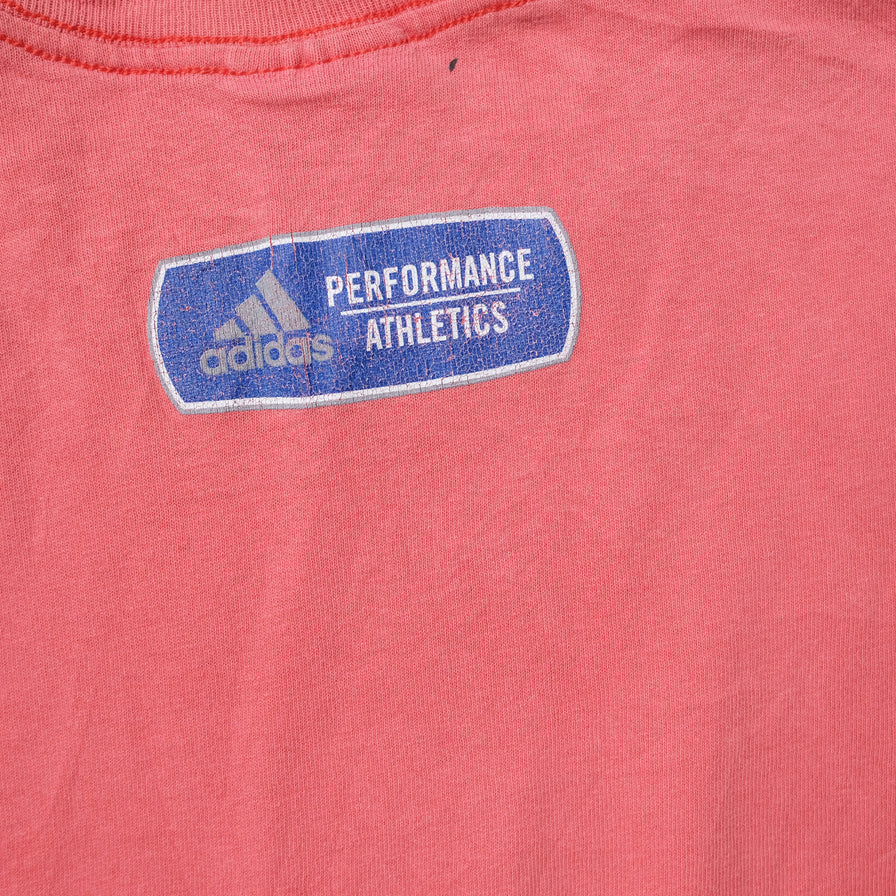 adidas
PERFORMANCE
ATHLETICS